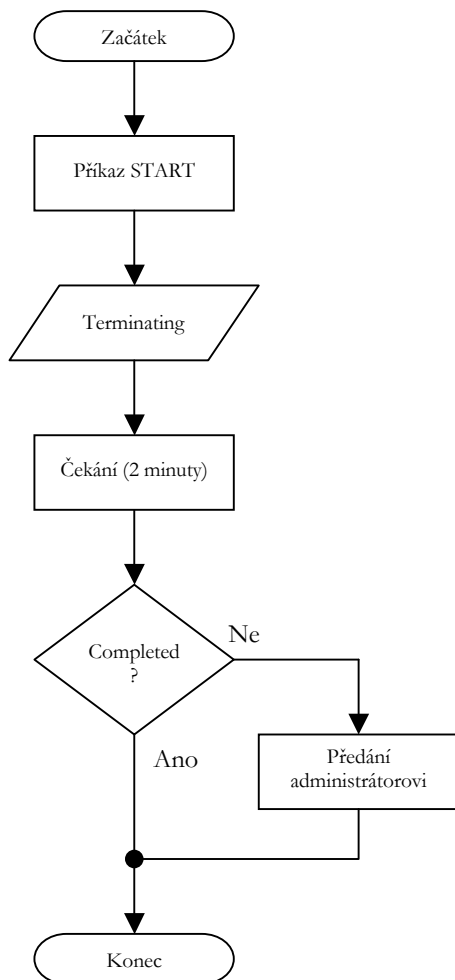 Začátek
Příkaz START
Terminating
Čekání (2 minuty)
Completed
?
Ne
Ano
Předání
administrátorovi
Konec